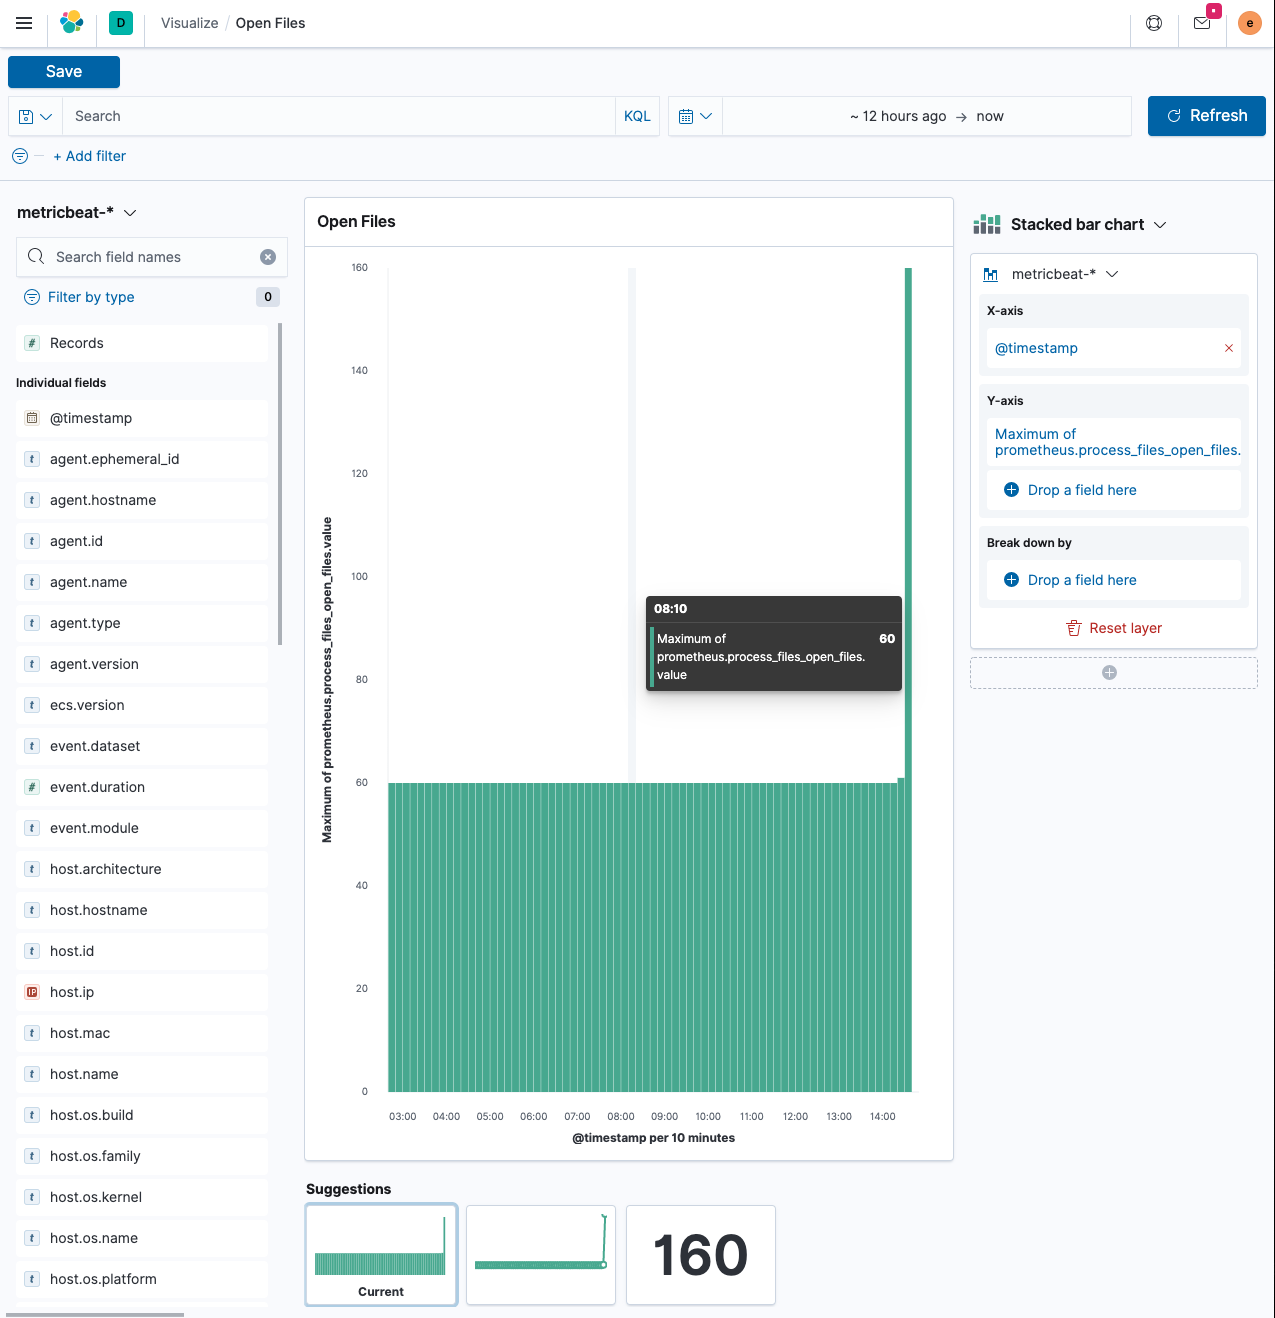 D
Visualize / Open Files
e
Save
Search
KQL
~ 12 hours ago → now
Refresh
+ Add filter
metricbeat-*
Search field names
Filter by type
0
# Records
Individual fields
@timestamp
t agent.ephemeral_id
t agent.hostname
t agent.id
t agent.name
t agent.type
t agent.version
t ecs.version
t event.dataset
# event.duration
t event.module
t host.architecture
t host.hostname
t host.id
IP host.ip
t host.mac
t host.name
t host.os.build
t host.os.family
t host.os.kernel
t host.os.name
t host.os.platform
Open Files
160
140
120
100
80
60
40
20
0
Maximum of prometheus.process_files_open_files.value
08:10
Maximum of
prometheus.process_files_open_files.
value
60
03:00 04:00 05:00 06:00 07:00 08:00 09:00 10:00 11:00 12:00 13:00 14:00
@timestamp per 10 minutes
Suggestions
Current
160
Stacked bar chart
metricbeat-*
X-axis
@timestamp
Y-axis
Maximum of
prometheus.process_files_open_files.
Drop a field here
Break down by
Drop a field here
Reset layer